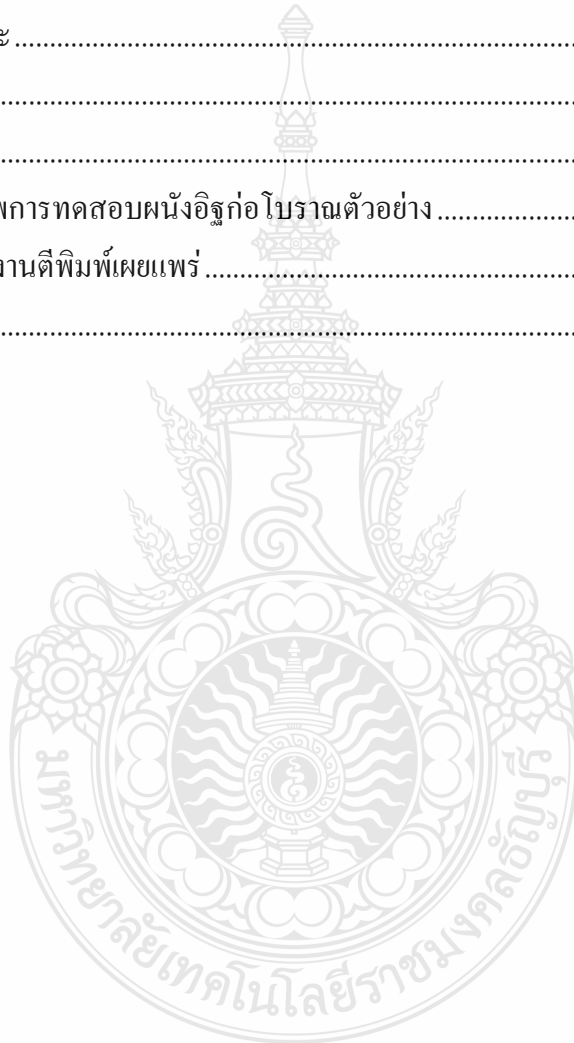 ะ ................................................................................
................................................................................
................................................................................
พการทดสอบผนังอิฐก่อโบราณตัวอย่าง ........................
งานตีพิมพ์เผยแพร่ ....................................................
................................................................................
มหาวิทยาลัยเทคโนโลยีราชมงคลธัญบุรี